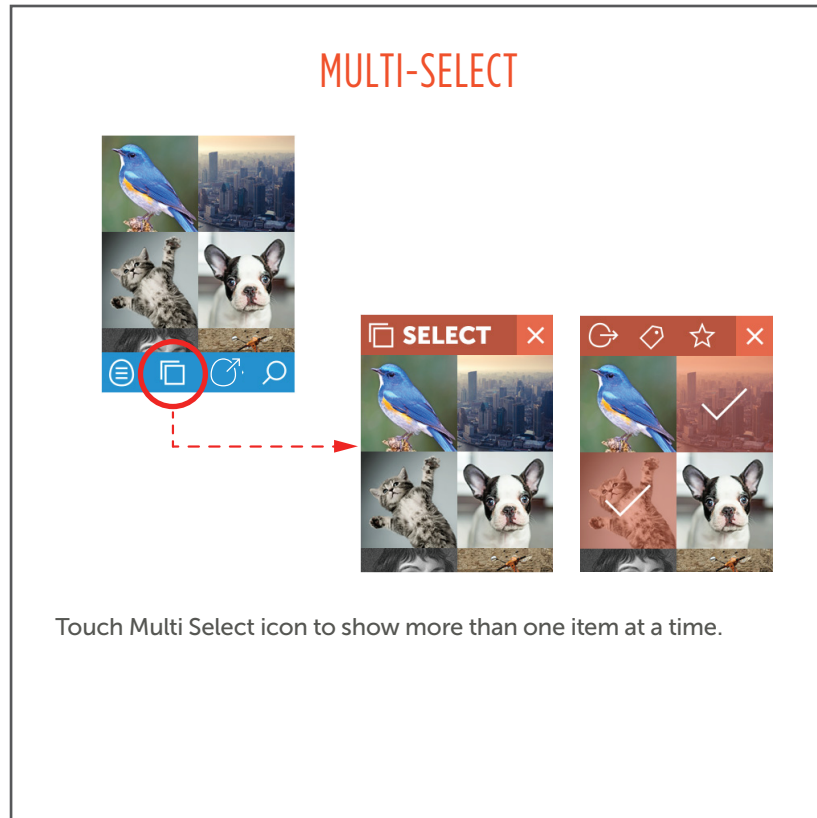 MULTI-SELECT
SELECT
Touch Multi Select icon to show more than one item at a time.